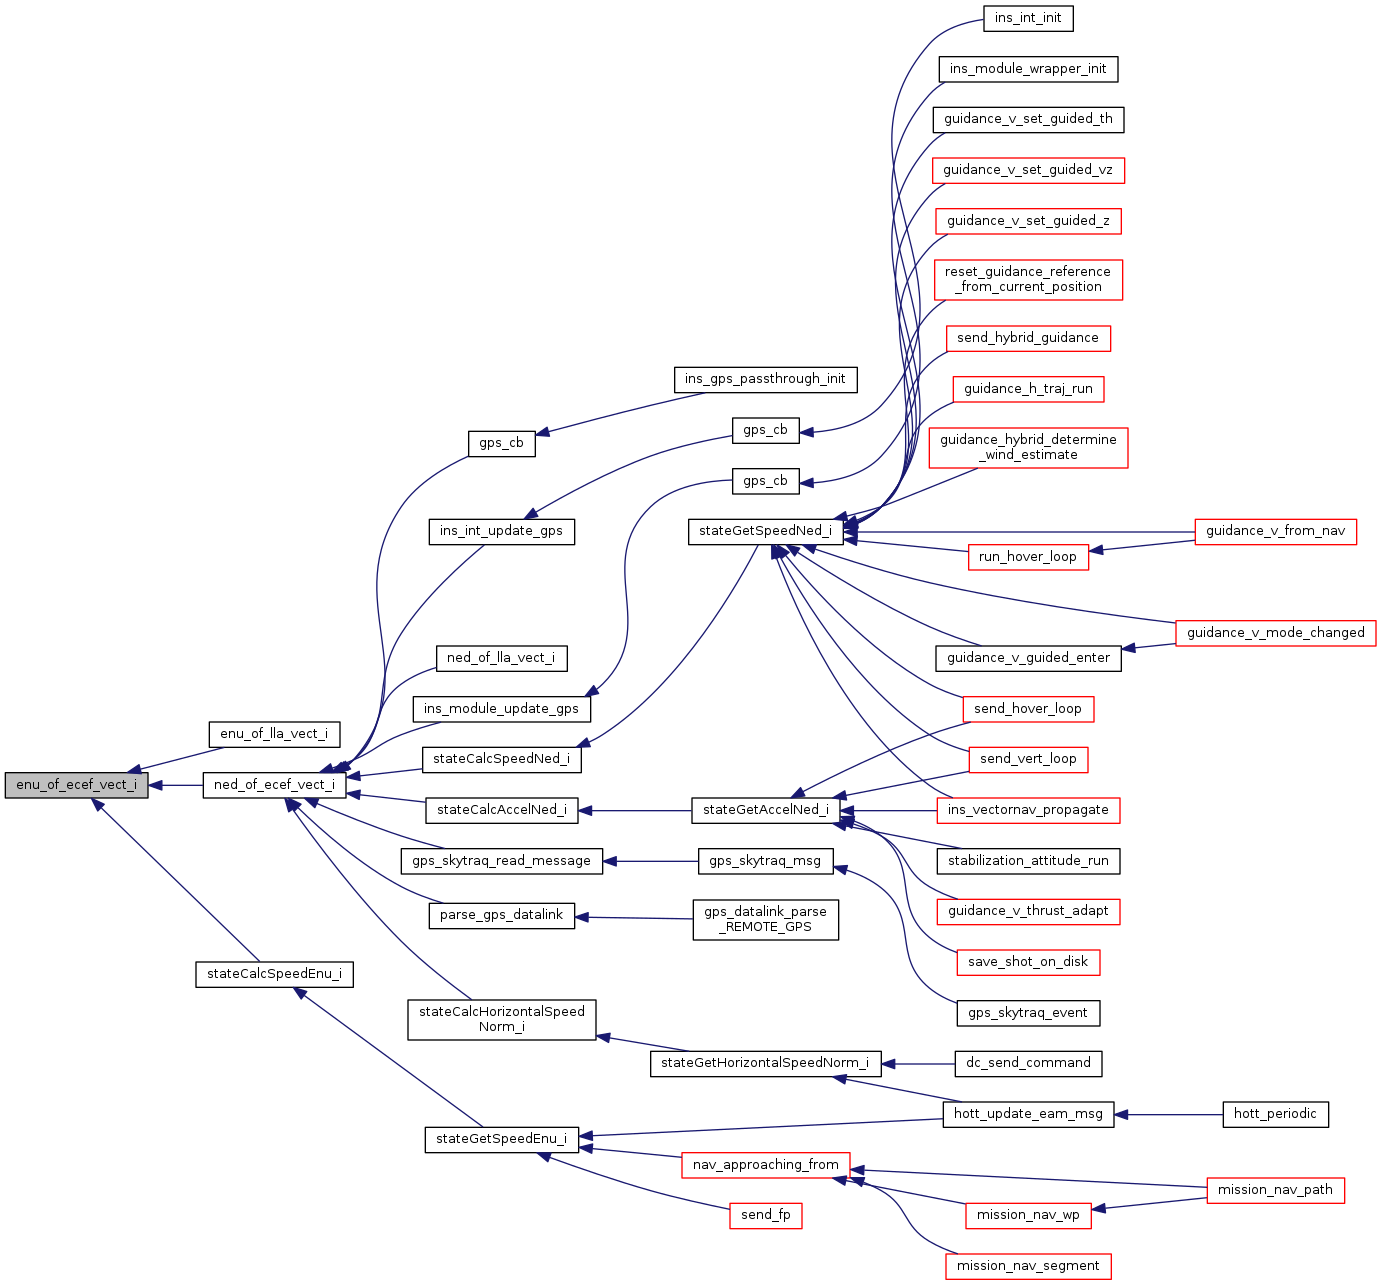 ins_int_init
ins_module_wrapper_init
guidance_v_set_guided_th
guidance_v_set_guided_vz
guidance_v_set_guided_z
reset_guidance_reference
_from_current_position
send_hybrid_guidance
ins_gps_passthrough_init
guidance_h_traj_run
gps_cb
gps_cb
guidance_hybrid_determine
_wind_estimate
gps_cb
ins_int_update_gps
stateGetSpeedNed_i
guidance_v_from_nav
run_hover_loop
guidance_v_mode_changed
ned_of_lla_vect_i
guidance_v_guided_enter
ins_module_update_gps
send_hover_loop
enu_of_lla_vect_i
stateCalcSpeedNed_i
send_vert_loop
enu_of_ecef_vect_i
ned_of_ecef_vect_i
stateCalcAccelNed_i
stateGetAccelNed_i
ins_vectornav_propagate
gps_skytraq_read_message
gps_skytraq_msg
stabilization_attitude_run
parse_gps_datalink
gps_datalink_parse
_REMOTE_GPS
guidance_v_thrust_adapt
save_shot_on_disk
stateCalcSpeedEnu_i
stateCalcHorizontalSpeed
Norm_i
gps_skytraq_event
stateGetHorizontalSpeedNorm_i
dc_send_command
hott_update_eam_msg
hott_periodic
stateGetSpeedEnu_i
nav_approaching_from
mission_nav_path
send_fp
mission_nav_wp
mission_nav_segment